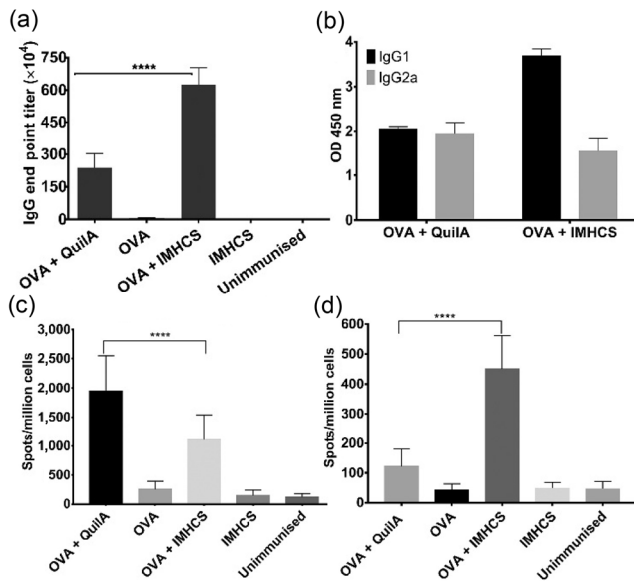 (a)
IgG end point titer (×10⁴)
750
600
450
300
150
0
****
OVA + QuilA
OVA
OVA + IMHCS
IMHCS
Unimmunised
(b)
OD 450 nm
4
3
2
1
0
IgG1
IgG2a
OVA + QuilA
OVA + IMHCS
(c)
Spots/million cells
3,000
2,500
2,000
1,500
1,000
500
0
****
OVA + QuilA
OVA
OVA + IMHCS
IMHCS
Unimmunised
(d)
Spots/million cells
600
500
400
300
200
100
0
****
OVA + QuilA
OVA
OVA + IMHCS
IMHCS
Unimmunised